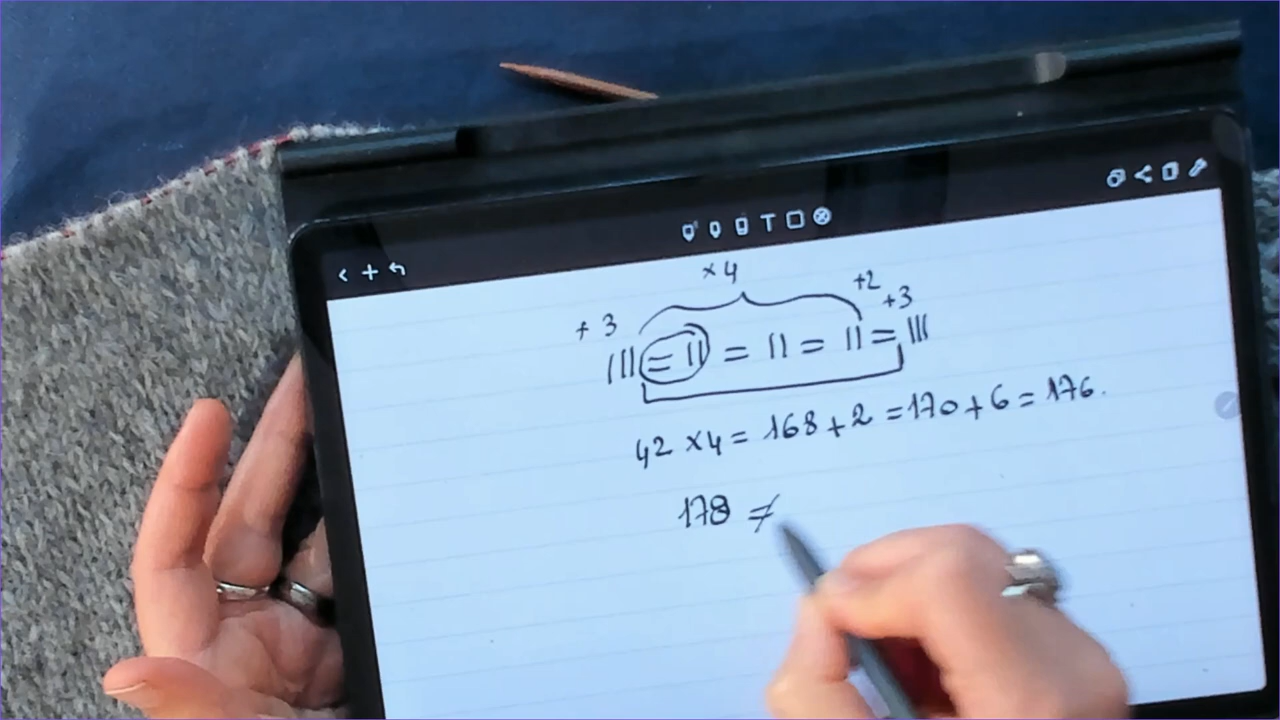 T
×4
+2
+3 +3
||| = || = || = || = |||
42 ×4 = 168+2 = 170+6 = 176.
178 ≠